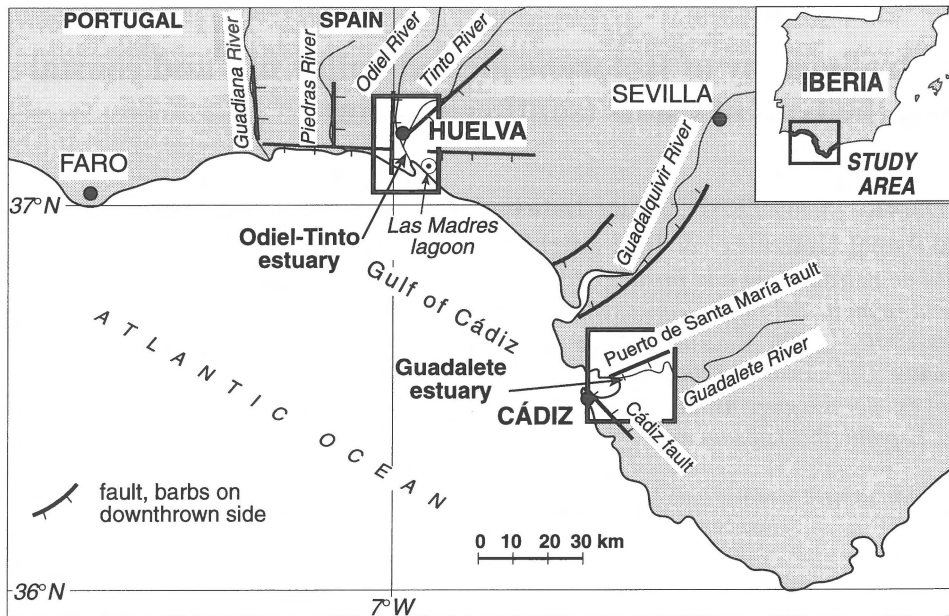 PORTUGAL
SPAIN
Guadiana River
Piedras River
Odiel River
Tinto River
SEVILLA
IBERIA
STUDY
AREA
HUELVA
FARO
37°N
Las Madres
lagoon
Odiel-Tinto
estuary
Guadalquivir River
Gulf of Cádiz
ATLANTIC OCEAN
Puerto de Santa María fault
Guadalete
estuary
Guadalete River
CÁDIZ
Cádiz fault
fault, barbs on
downthrown side
0 10 20 30 km
36°N
7°W